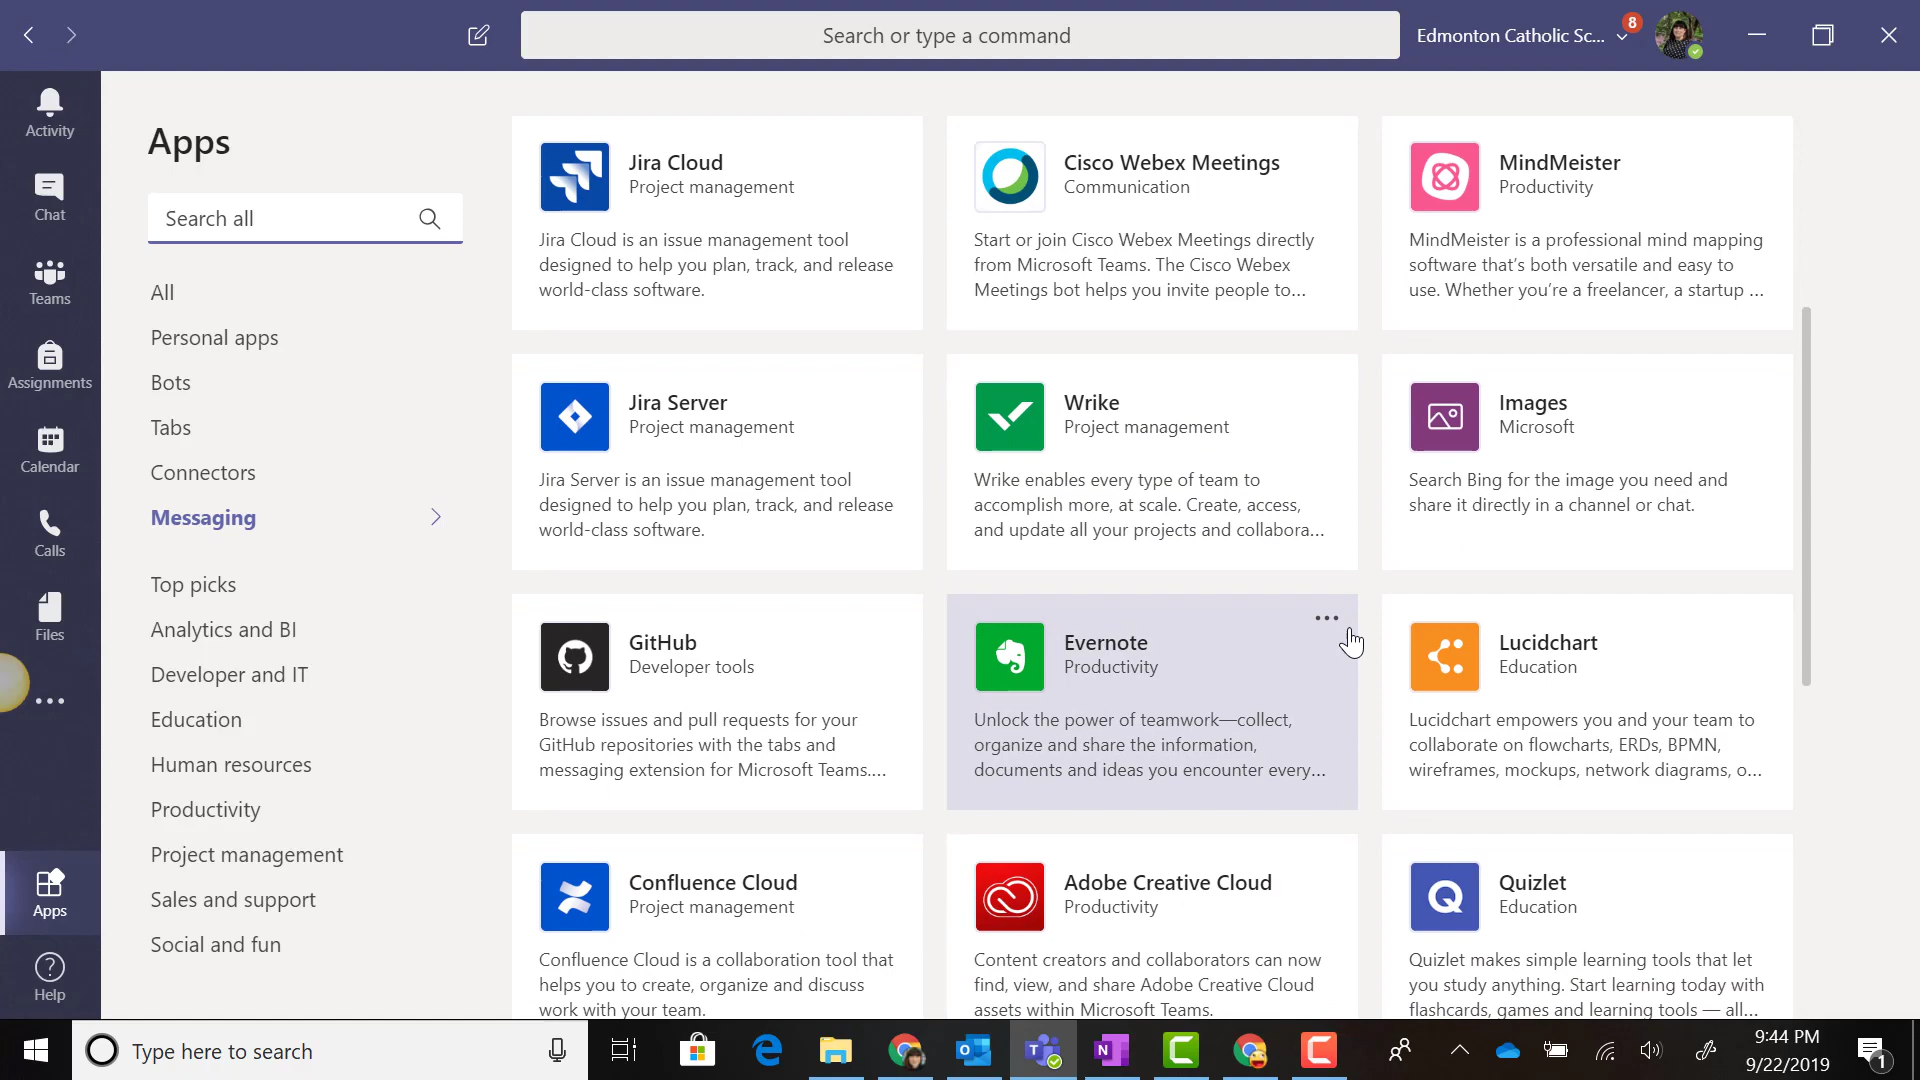 Search or type a command
Edmonton Catholic Sc...
8
Activity
Chat
Teams
Assignments
Calendar
Calls
Files
Apps
Help
Apps
Search all
All
Personal apps
Bots
Tabs
Connectors
Messaging
Top picks
Analytics and BI
Developer and IT
Education
Human resources
Productivity
Project management
Sales and support
Social and fun
Jira Cloud
Project management
Jira Cloud is an issue management tool
designed to help you plan, track, and release
world-class software.
Cisco Webex Meetings
Communication
Start or join Cisco Webex Meetings directly
from Microsoft Teams. The Cisco Webex
Meetings bot helps you invite people to...
MindMeister
Productivity
MindMeister is a professional mind mapping
software that's both versatile and easy to
use. Whether you're a freelancer, a startup ...
Jira Server
Project management
Jira Server is an issue management tool
designed to help you plan, track, and release
world-class software.
Wrike
Project management
Wrike enables every type of team to
accomplish more, at scale. Create, access,
and update all your projects and collabora...
Images
Microsoft
Search Bing for the image you need and
share it directly in a channel or chat.
GitHub
Developer tools
Browse issues and pull requests for your
GitHub repositories with the tabs and
messaging extension for Microsoft Teams....
Evernote
Productivity
Unlock the power of teamwork—collect,
organize and share the information,
documents and ideas you encounter every...
Lucidchart
Education
Lucidchart empowers you and your team to
collaborate on flowcharts, ERDs, BPMN,
wireframes, mockups, network diagrams, o...
Confluence Cloud
Project management
Confluence Cloud is a collaboration tool that
helps you to create, organize and discuss
work with your team.
Adobe Creative Cloud
Productivity
Content creators and collaborators can now
find, view, and share Adobe Creative Cloud
assets within Microsoft Teams.
Q
Quizlet
Education
Quizlet makes simple learning tools that let
you study anything. Start learning today with
flashcards, games and learning tools — all...
Type here to search
9:44 PM
9/22/2019
1